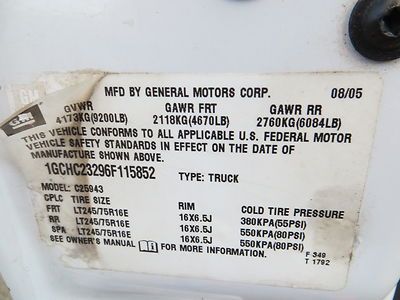 GM
MFD BY GENERAL MOTORS CORP. 08/05
GVWR GAWR FRT GAWR RR
4173KG(9200LB) 2118KG(4670LB) 2760KG(6084LB)
THIS VEHICLE CONFORMS TO ALL APPLICABLE U.S. FEDERAL MOTOR
VEHICLE SAFETY STANDARDS IN EFFECT ON THE DATE OF
MANUFACTURE SHOWN ABOVE.
1GCHC23296F115852 TYPE: TRUCK
MODEL: C25943
CPLC TIRE SIZE RIM COLD TIRE PRESSURE
FRT LT245/75R16E 16X6.5J 380KPA(55PSI)
RR LT245/75R16E 16X6.5J 550KPA(80PSI)
SPA LT245/75R16E 16X6.5J 550KPA(80PSI)
SEE OWNER'S MANUAL FOR MORE INFORMATION.
F 349
T 1792